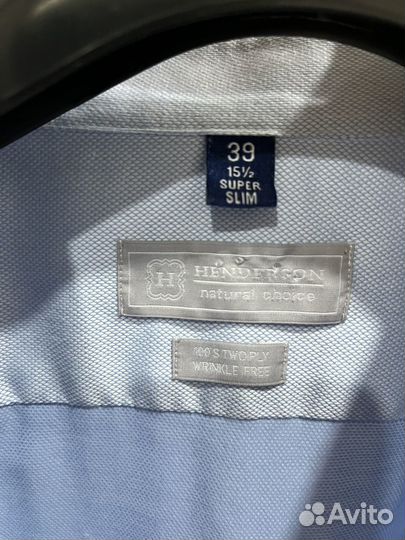 39
15½
SUPER
SLIM
H
HENDERSON
natural choice
100'S TWO PLY
WRINKLE FREE
Avito